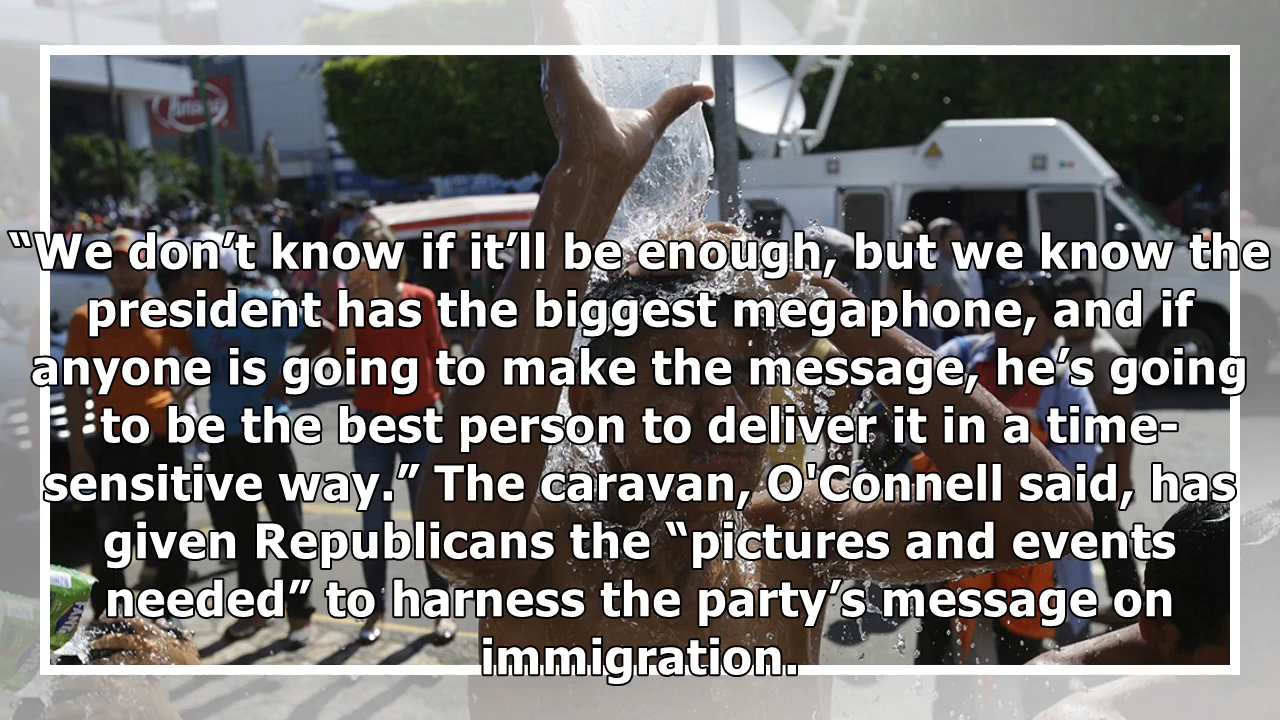 “We don’t know if it’ll be enough, but we know the
president has the biggest megaphone, and if
anyone is going to make the message, he’s going
to be the best person to deliver it in a time-
sensitive way.” The caravan, O'Connell said, has
given Republicans the “pictures and events
needed” to harness the party’s message on
immigration.